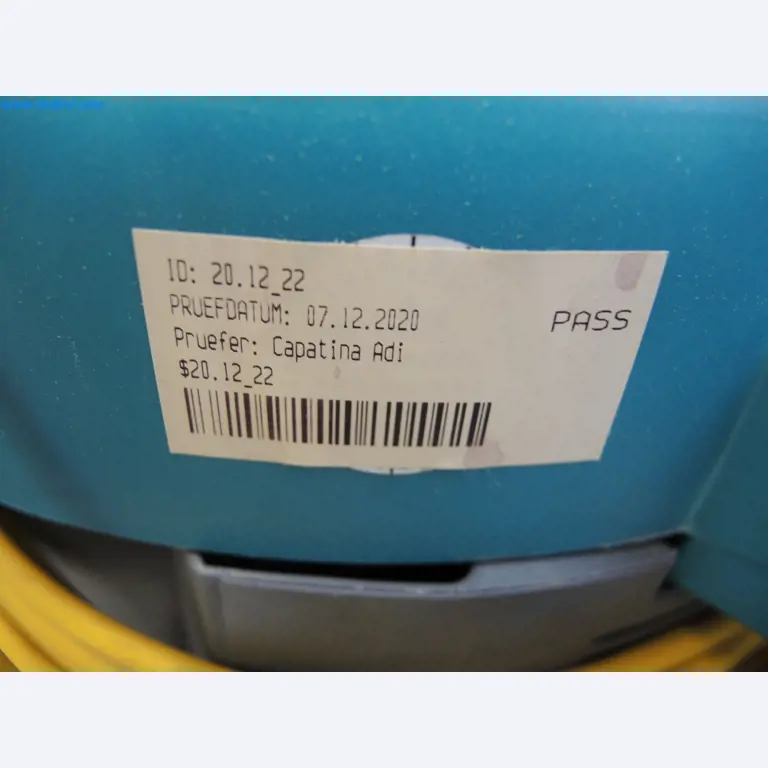 ID: 20.12_22
PRUEFDATUM: 07.12.2020
PASS
Pruefer: Capatina Adi
$20.12_22